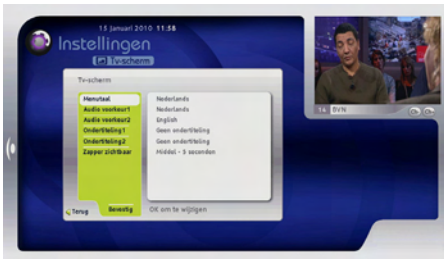 15 januari 2010 11:58
Instellingen
Tv-scherm
Tv-scherm
Menutaal Nederlands
Audio voorkeur1 Nederlands
Audio voorkeur2 English
Ondertiteling1 Geen ondertiteling
Ondertiteling2 Geen ondertiteling
Zapper zichtbaar Middel - 5 seconden
Terug Bevestig OK om te wijzigen
BVN